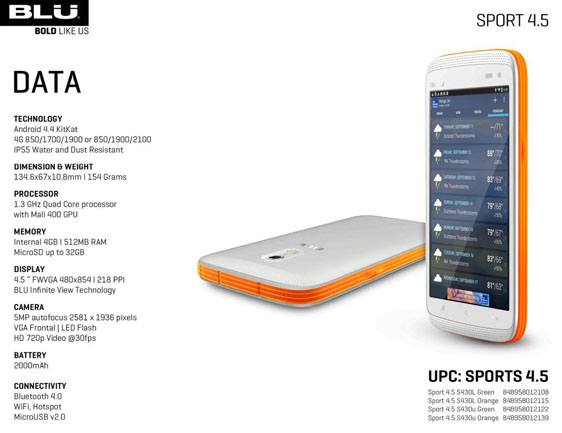 BLU
BOLD LIKE US
SPORT 4.5
DATA
TECHNOLOGY
Android 4.4 KitKat
4G 850/1700/1900 or 850/1900/2100
IP55 Water and Dust Resistant
DIMENSION & WEIGHT
134.6x67x10.8mm | 154 Grams
PROCESSOR
1.3 GHz Quad Core processor
with Mali 400 GPU
MEMORY
Internal 4GB | 512MB RAM
MicroSD up to 32GB
DISPLAY
4.5 " FWVGA 480x854 | 218 PPI
BLU Infinite View Technology
CAMERA
5MP autofocus 2581 x 1936 pixels
VGA Frontal | LED Flash
HD 720p Video @30fps
BATTERY
2000mAh
CONNECTIVITY
Bluetooth 4.0
WiFi, Hotspot
MicroUSB v2.0
UPC: SPORTS 4.5
Sport 4.5 S430L Green 848958012108
Sport 4.5 S430L Orange 848958012115
Sport 4.5 S430u Green 848958012122
Sport 4.5 S430u Orange 848958012139